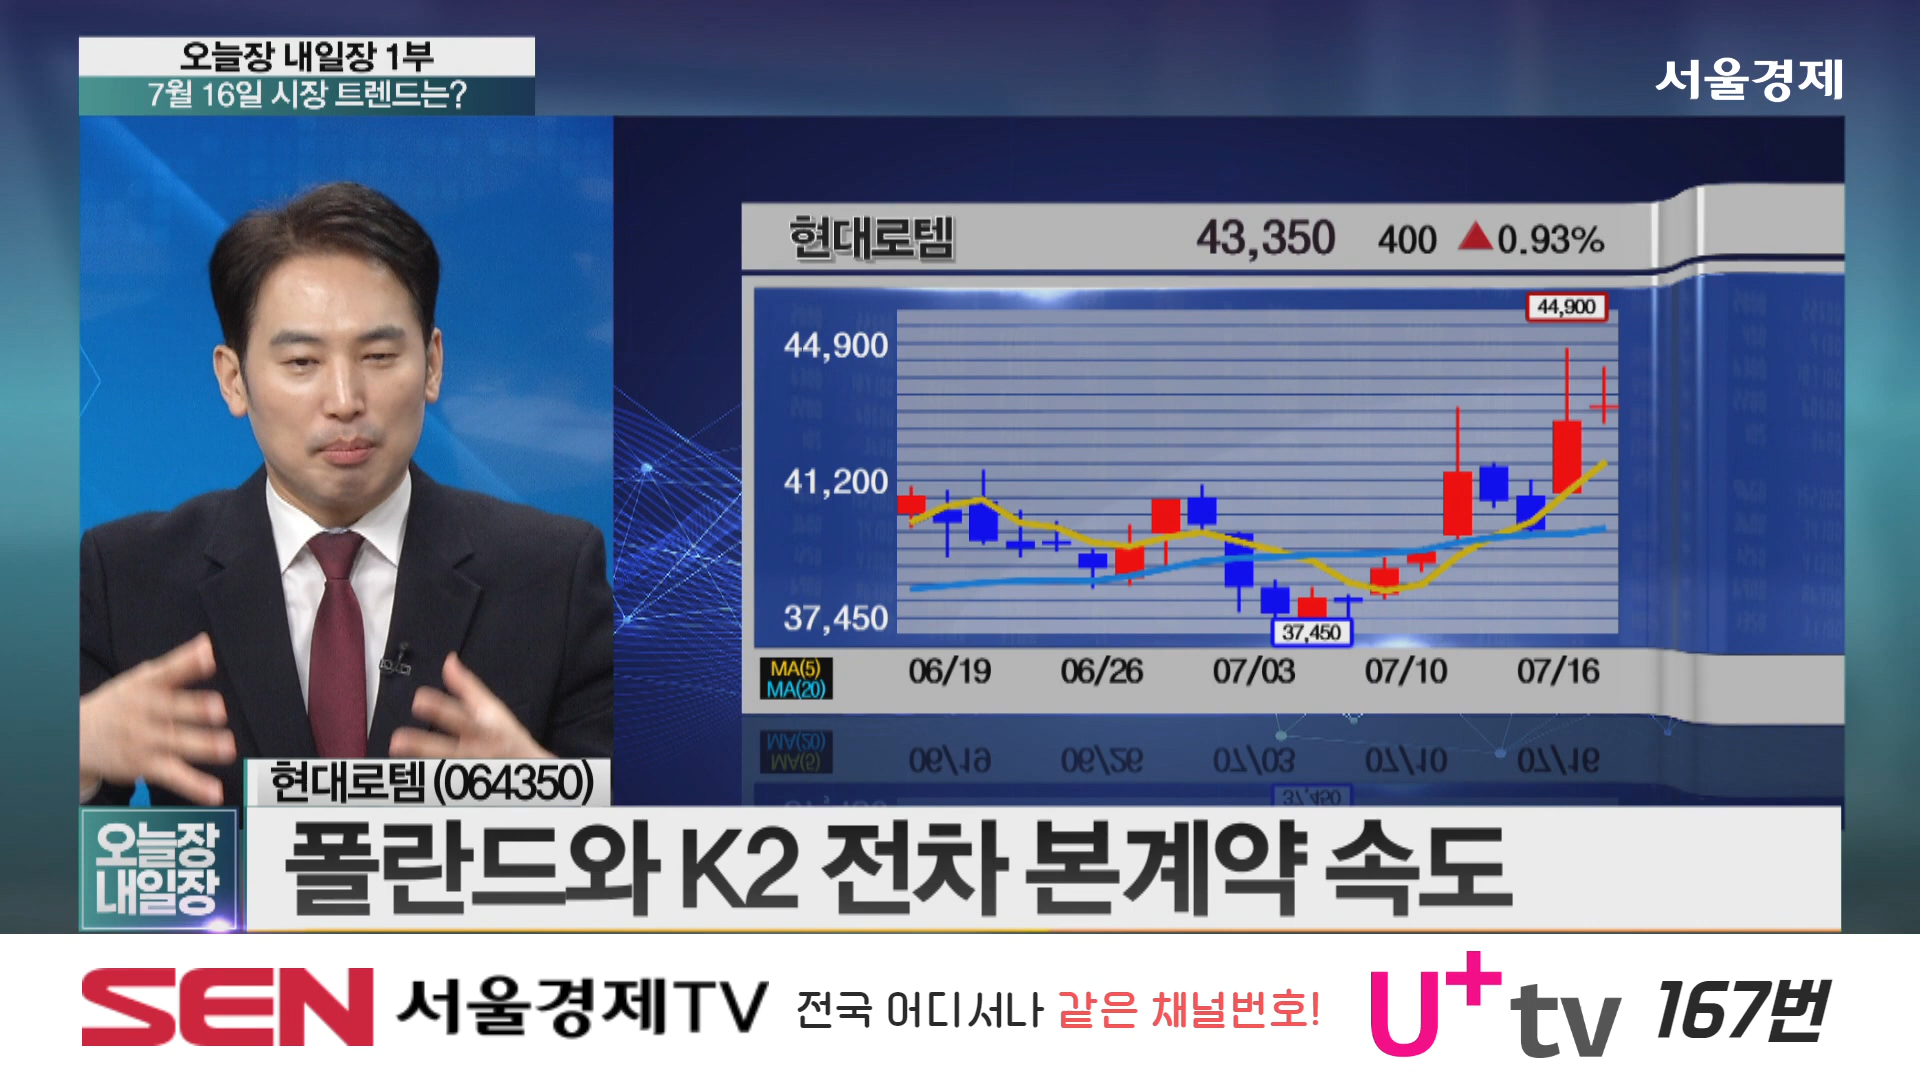 오늘장 내일장 1부
7월 16일 시장 트렌드는?
서울경제
현대로템 43,350 400 ▲0.93%
44,900
44,900
41,200
37,450
37,450
MA(5)
MA(20)
06/19 06/26 07/03 07/10 07/16
현대로템(064350)
오늘장
내일장
폴란드와 K2 전차 본계약 속도
SEN 서울경제TV 전국 어디서나 같은 채널번호! U+tv 167번